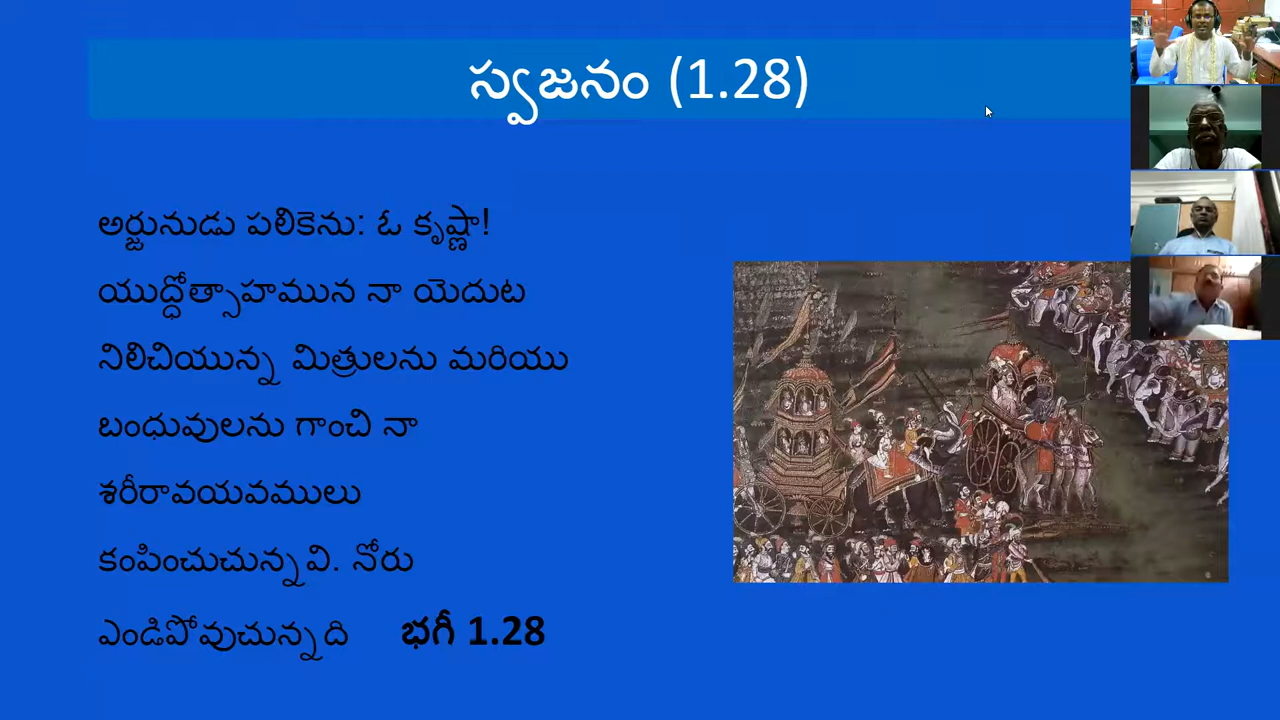 స్వజనం (1.28)
అర్జునుడు పలికెను: ఓ కృష్ణా!
యుద్ధోత్సాహమున నా యెదుట
నిలిచియున్న మిత్రులను మరియు
బంధువులను గాంచి నా
శరీరావయవములు
కంపించుచున్నవి. నోరు
ఎండిపోవుచున్నది భగీ 1.28